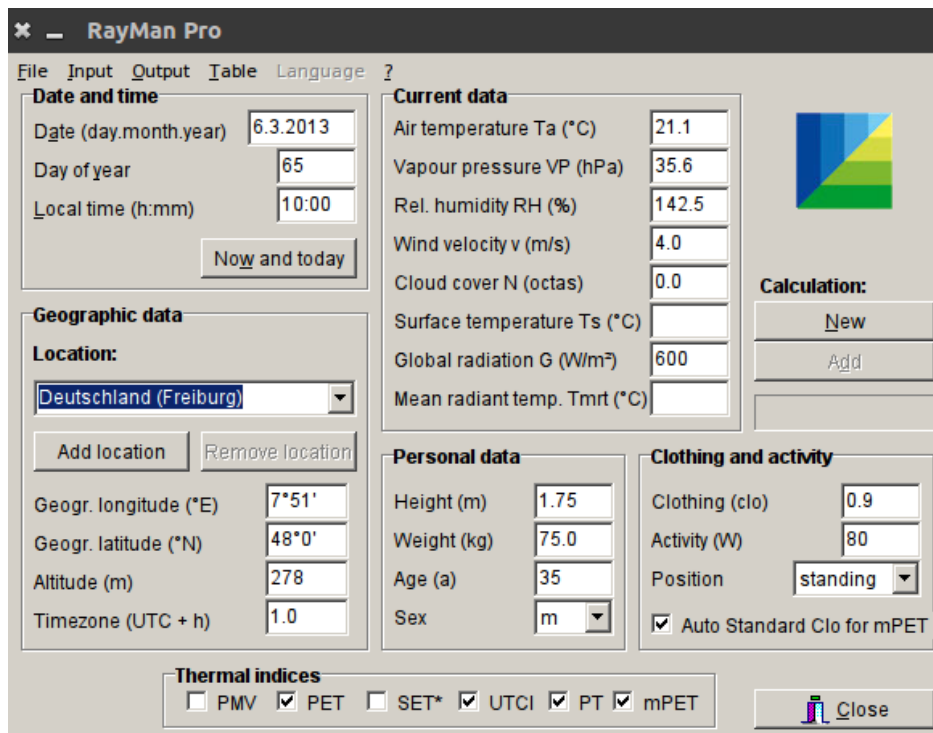 RayMan Pro
File Input Output Table Language ?
Date and time
Date (day.month.year) 6.3.2013
Day of year 65
Local time (h:mm) 10:00
Now and today
Geographic data
Location:
Deutschland (Freiburg)
Add location Remove location
Geogr. longitude (°E) 7°51'
Geogr. latitude (°N) 48°0'
Altitude (m) 278
Timezone (UTC + h) 1.0
Current data
Air temperature Ta (°C) 21.1
Vapour pressure VP (hPa) 35.6
Rel. humidity RH (%) 142.5
Wind velocity v (m/s) 4.0
Cloud cover N (octas) 0.0
Surface temperature Ts (°C)
Global radiation G (W/m²) 600
Mean radiant temp. Tmrt (°C)
Calculation:
New
Add
Personal data
Height (m) 1.75
Weight (kg) 75.0
Age (a) 35
Sex m
Clothing and activity
Clothing (clo) 0.9
Activity (W) 80
Position standing
Auto Standard Clo for mPET
Thermal indices
PMV PET SET* UTCI PT mPET
Close